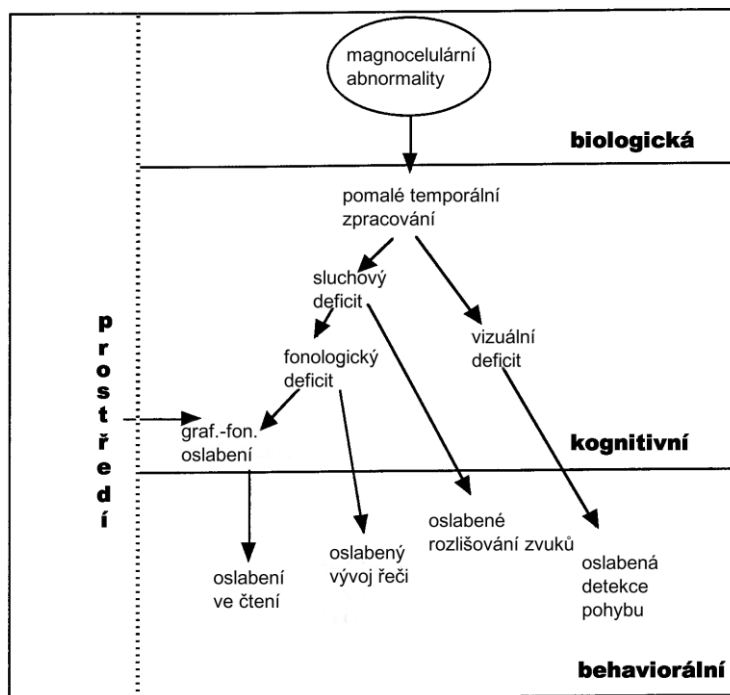 magnocelulární
abnormality
biologická
pomalé temporální
zpracování
sluchový
deficit
vizuální
deficit
fonologický
deficit
prostředí
graf.-fon.
oslabení
kognitivní
oslabené
rozlišování zvuků
oslabený
vývoj řeči
oslabená
detekce
pohybu
oslabení
ve čtení
behaviorální